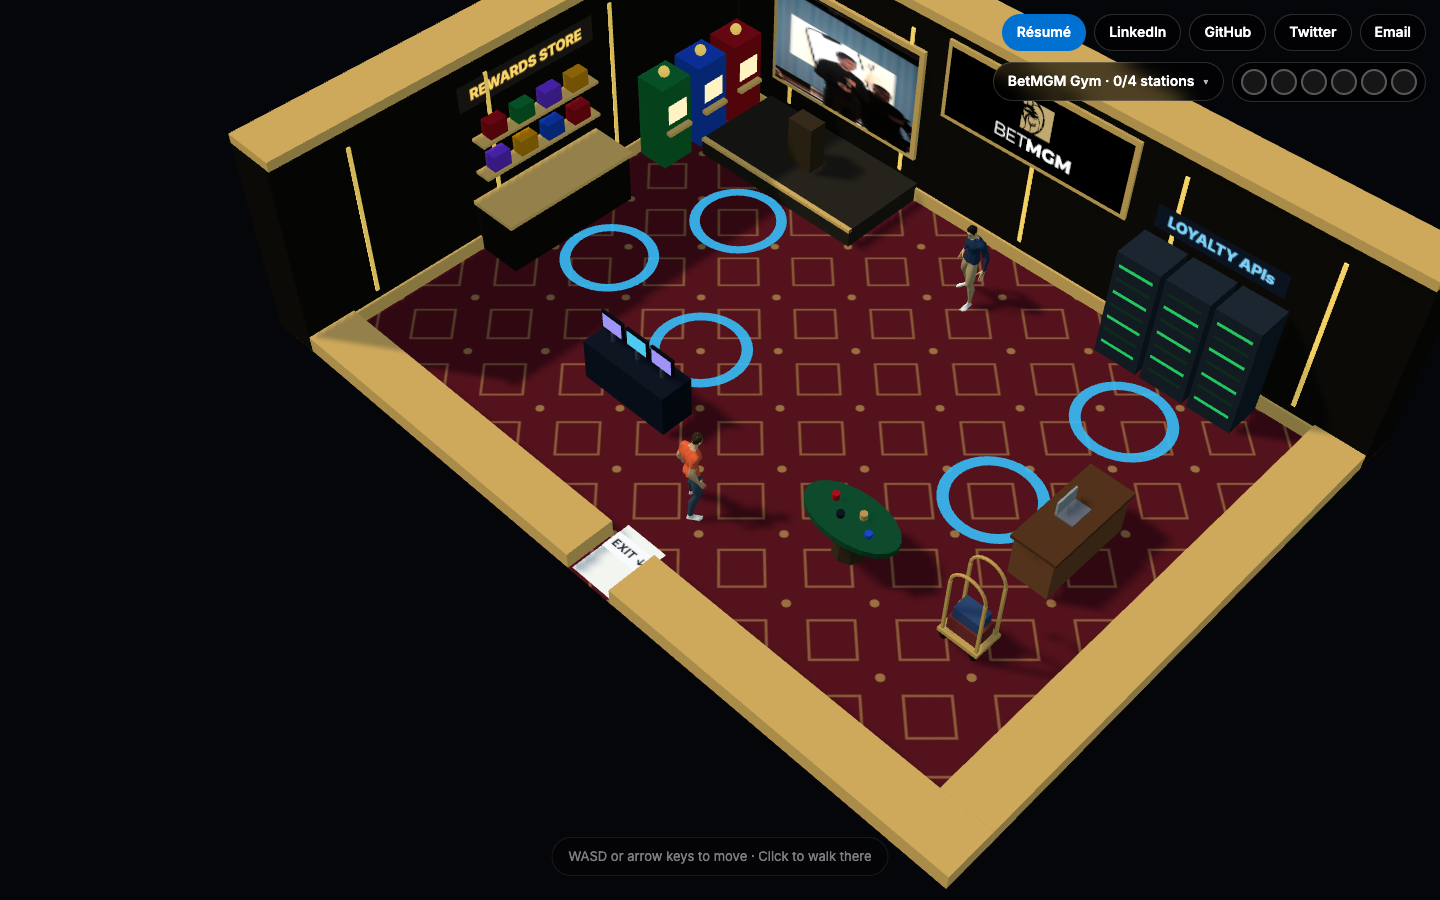 Résumé
LinkedIn
GitHub
Twitter
Email
BetMGM Gym · 0/4 stations
REWARDS STORE
BETMGM
LOYALTY APIs
EXIT ↓
WASD or arrow keys to move · Click to walk there